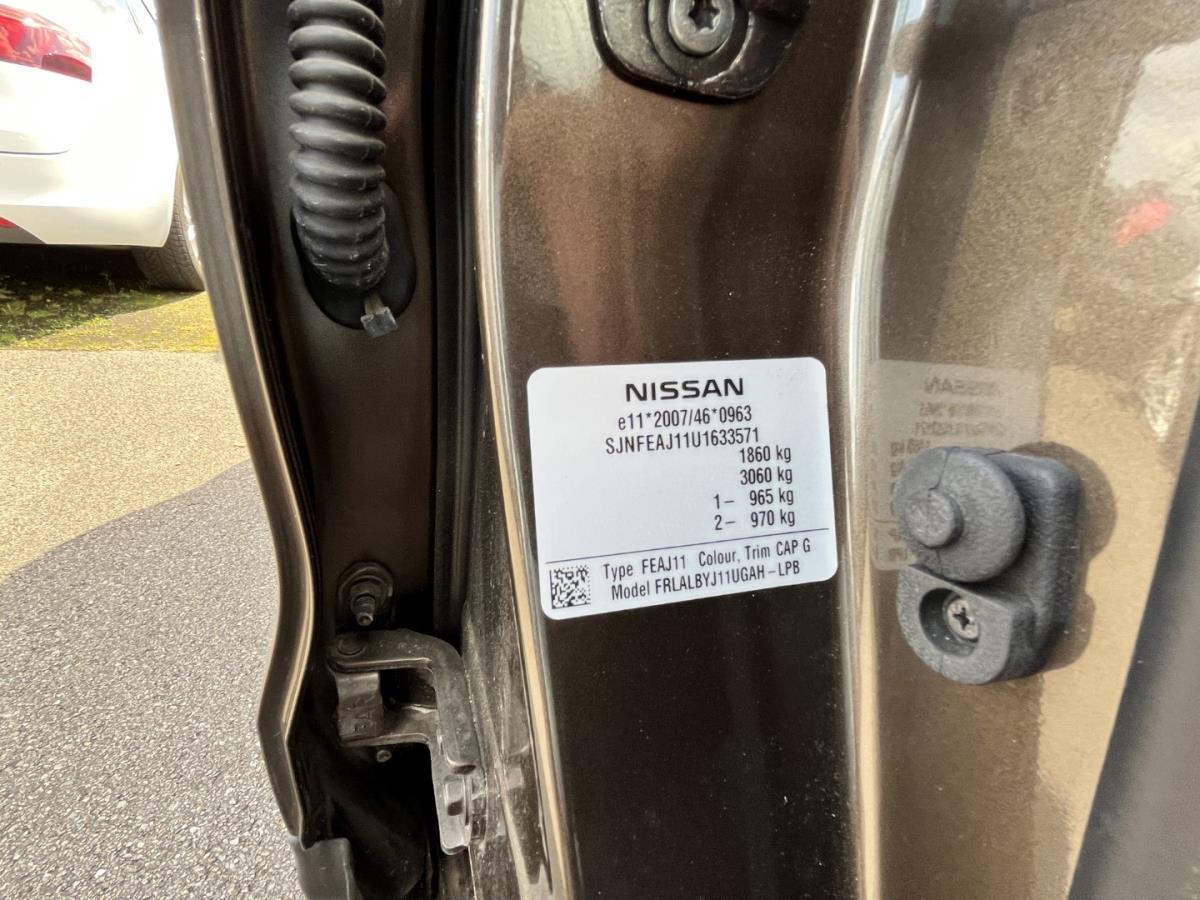 NISSAN
e11*2007/46*0963
SJNFEAJ11U1633571
1860 kg
3060 kg
1- 965 kg
2- 970 kg
Type FEAJ11 Colour, Trim CAP G
Model FRLALBYJ11UGAH-LPB